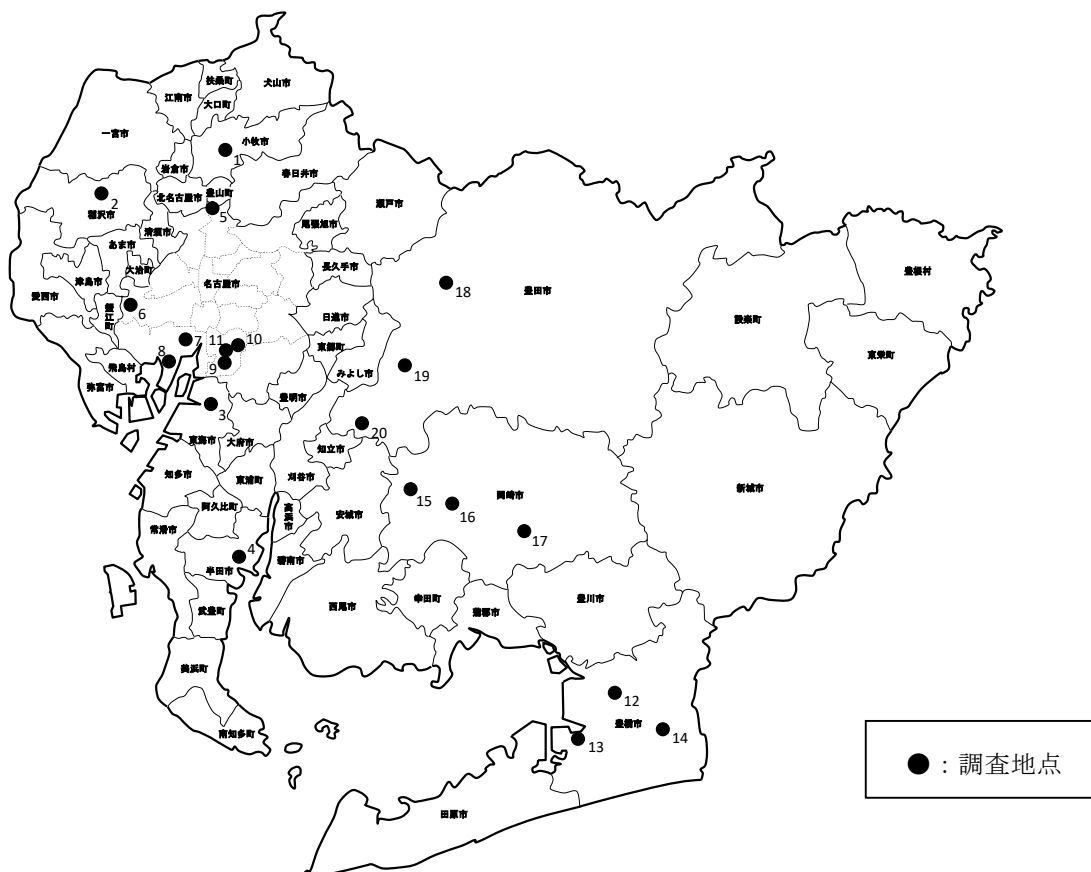 犬山市
扶桑町
江南市
大口町
一宮市
小牧市
1
岩倉市
春日井市
北名古屋市
豊山町
瀬戸市
2
稲沢市
5
清須市
尾張旭市
あま市
大治町
長久手市
豊根村
津島市
名古屋市
18
豊田市
愛西市
蟹江町
6
日進市
設楽町
7
11
10
東郷町
東栄町
8
9
飛島村
みよし市
19
弥富市
豊明市
3
20
東海市
大府市
知立市
知多市
東浦町
刈谷市
15
岡崎市
新城市
阿久比町
16
高浜市
安城市
常滑市
17
4
半田市
碧南市
西尾市
幸田町
豊川市
武豊町
蒲郡市
美浜町
12
豊橋市
南知多町
13
14
●：調査地点
田原市